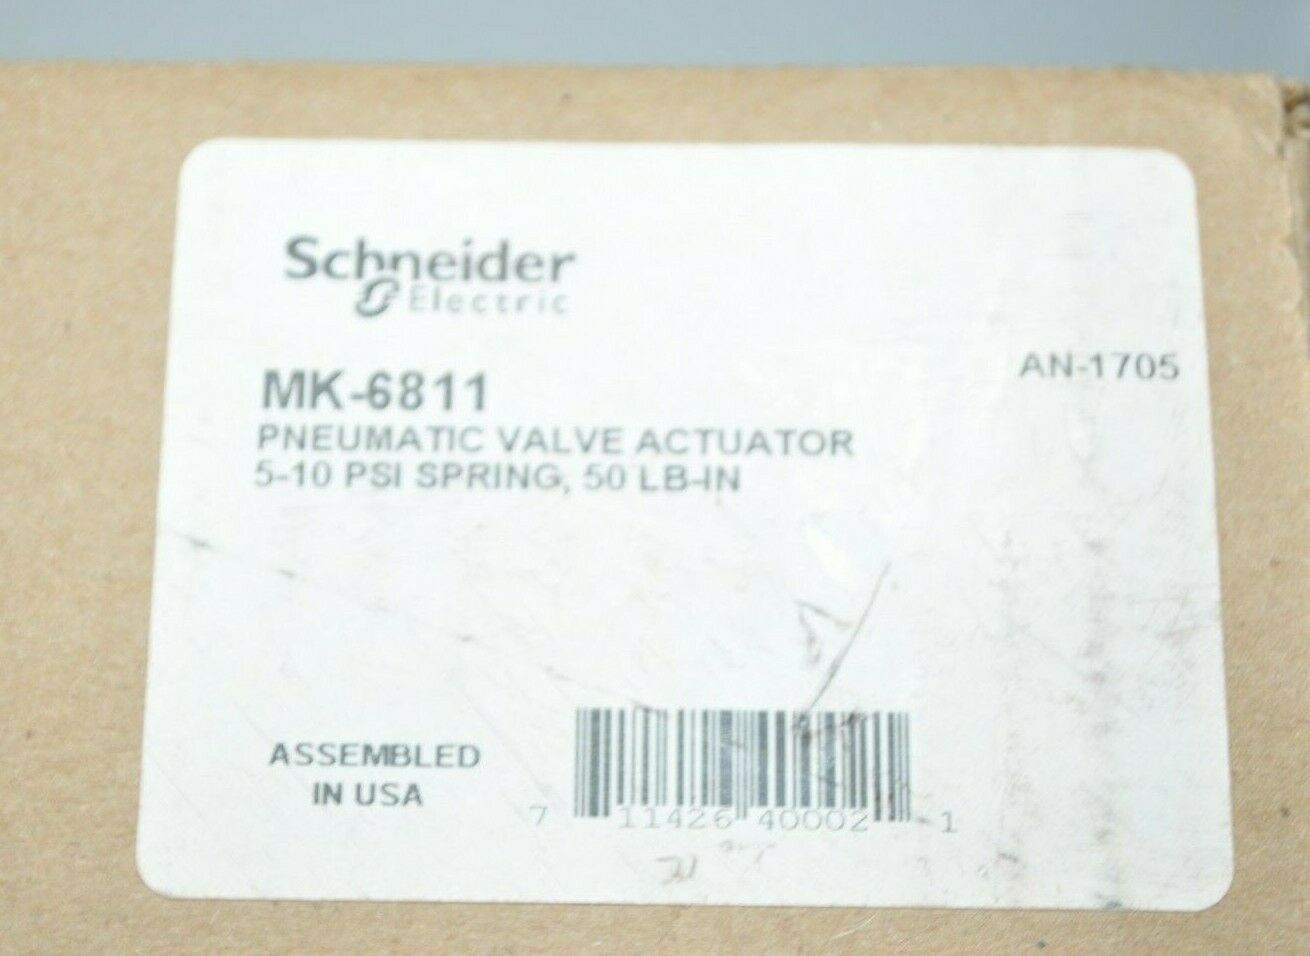 Schneider
Electric
AN-1705
MK-6811
PNEUMATIC VALVE ACTUATOR
5-10 PSI SPRING, 50 LB-IN
ASSEMBLED
IN USA
7 11426 40002 1